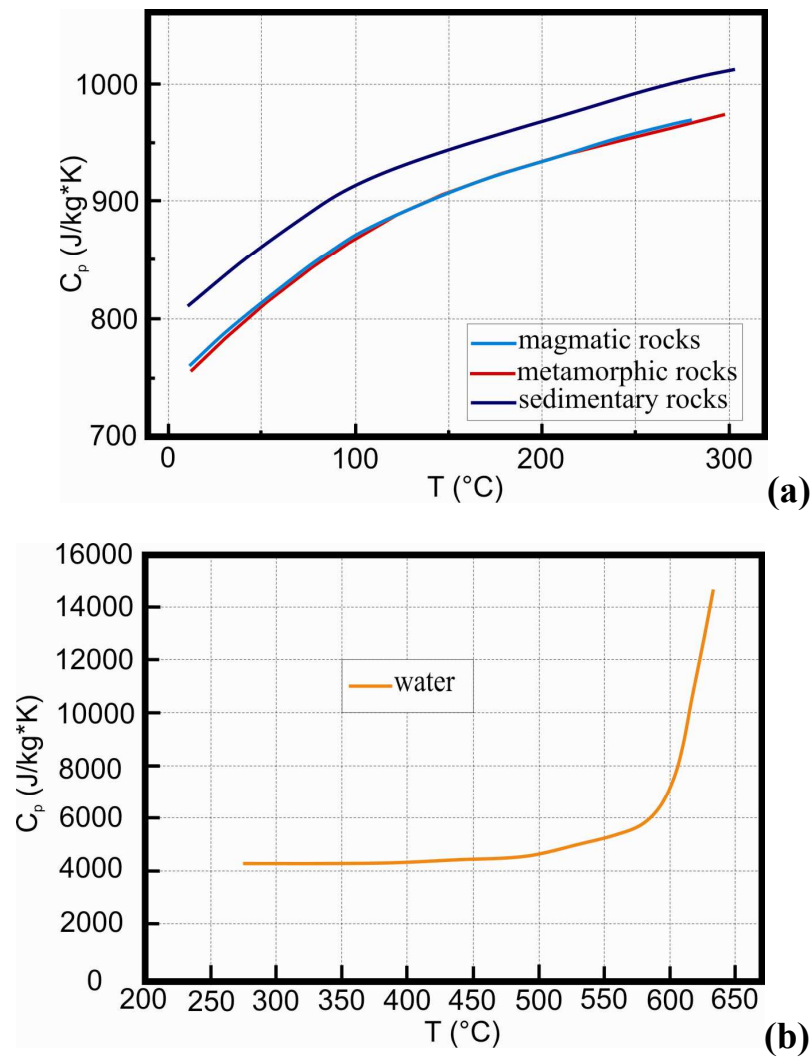 1000
900
800
700
C_p (J/kg*K)
magmatic rocks
metamorphic rocks
sedimentary rocks
0 100 200 300
T (°C)
(a)
16000
14000
12000
10000
8000
6000
4000
2000
0
C_p (J/kg*K)
water
200 250 300 350 400 450 500 550 600 650
T (°C)
(b)